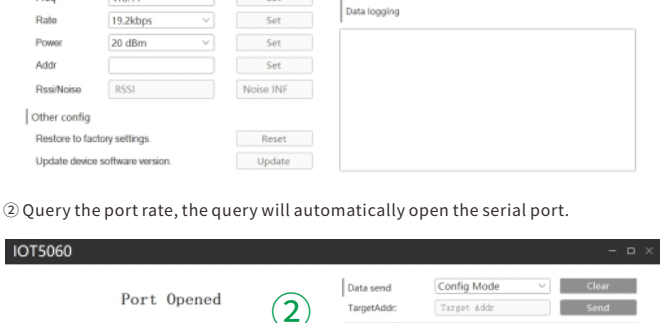 Data logging
Rate 19.2kbps Set
Power 20 dBm Set
Addr Set
Rssi/Noise RSSI Noise INF
Other config
Restore to factory settings. Reset
Update device software version. Update
② Query the port rate, the query will automatically open the serial port.
IOT5060
Data send Config Mode Clear
Port Opened ②
TargetAddr: Target Addr Send